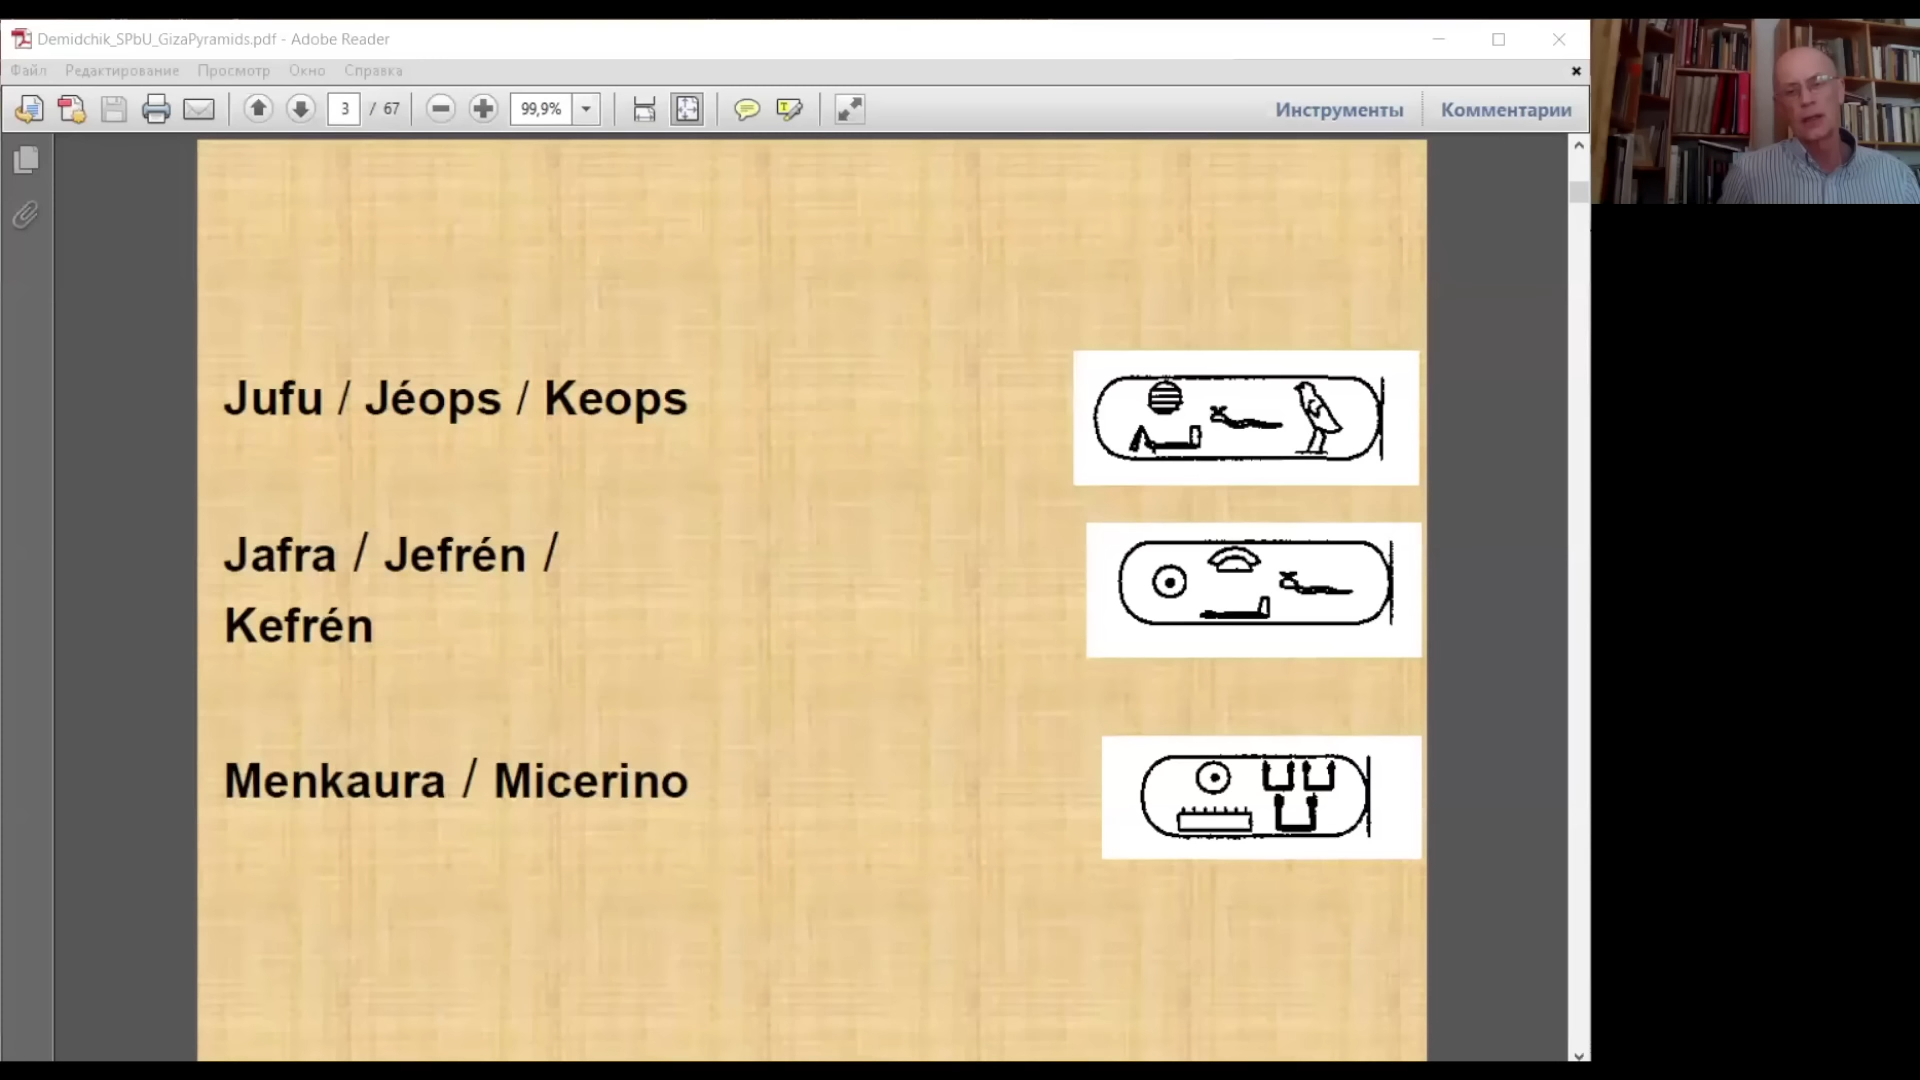 Demidchik_SPbU_GizaPyramids.pdf - Adobe Reader
Файл Редактирование Просмотр Окно Справка
3 / 67 99,9% Инструменты Комментарии
Jufu / Jéops / Keops
Jafra / Jefrén /
Kefrén
Menkaura / Micerino